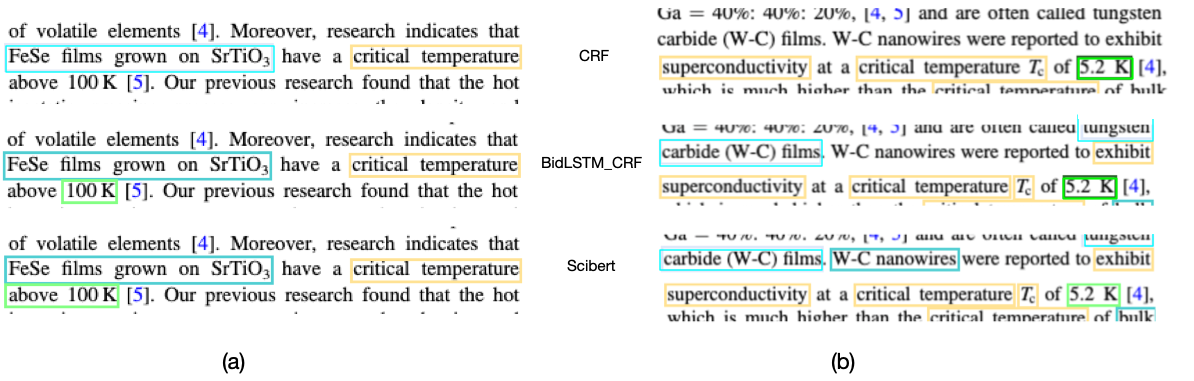 of volatile elements [4]. Moreover, research indicates that
FeSe films grown on SrTiO₃ have a critical temperature
above 100 K [5]. Our previous research found that the hot
CRF
Ga = 40%: 40%: 20%, [4, 5] and are often called tungsten
carbide (W-C) films. W-C nanowires were reported to exhibit
superconductivity at a critical temperature Tc of 5.2 K [4],
which is much higher than the critical temperature of bulk
of volatile elements [4]. Moreover, research indicates that
FeSe films grown on SrTiO₃ have a critical temperature
above 100 K [5]. Our previous research found that the hot
BidLSTM_CRF
Ga = 40%: 40%: 20%, [4, 5] and are often called tungsten
carbide (W-C) films. W-C nanowires were reported to exhibit
superconductivity at a critical temperature Tc of 5.2 K [4],
of volatile elements [4]. Moreover, research indicates that
FeSe films grown on SrTiO₃ have a critical temperature
above 100 K [5]. Our previous research found that the hot
Scibert
Ga = 40%: 40%: 20%, [4, 5] and are often called tungsten
carbide (W-C) films. W-C nanowires were reported to exhibit
superconductivity at a critical temperature Tc of 5.2 K [4],
which is much higher than the critical temperature of bulk
(a)
(b)